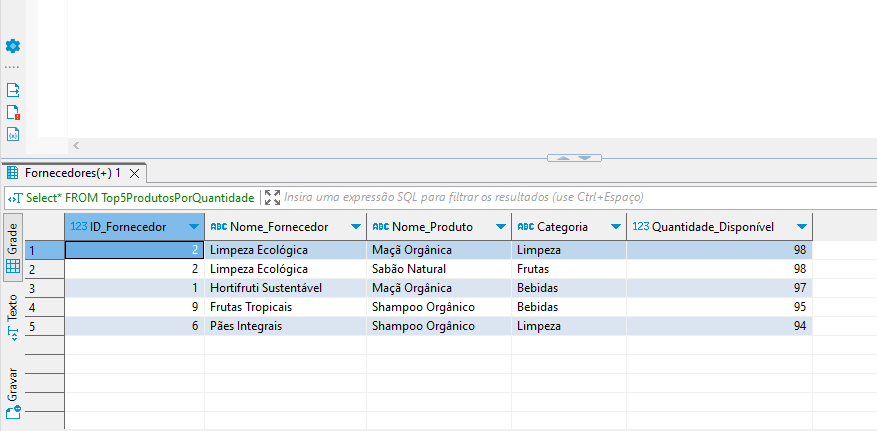 Fornecedores(+) 1
Select* FROM Top5ProdutosPorQuantidade Insira uma expressão SQL para filtrar os resultados (use Ctrl+Espaço)
Grade
Texto
Gravar
123 ID_Fornecedor ABC Nome_Fornecedor ABC Nome_Produto ABC Categoria 123 Quantidade_Disponível
1 2 Limpeza Ecológica Maçã Orgânica Limpeza 98
2 2 Limpeza Ecológica Sabão Natural Frutas 98
3 1 Hortifruti Sustentável Maçã Orgânica Bebidas 97
4 9 Frutas Tropicais Shampoo Orgânico Bebidas 95
5 6 Pães Integrais Shampoo Orgânico Limpeza 94